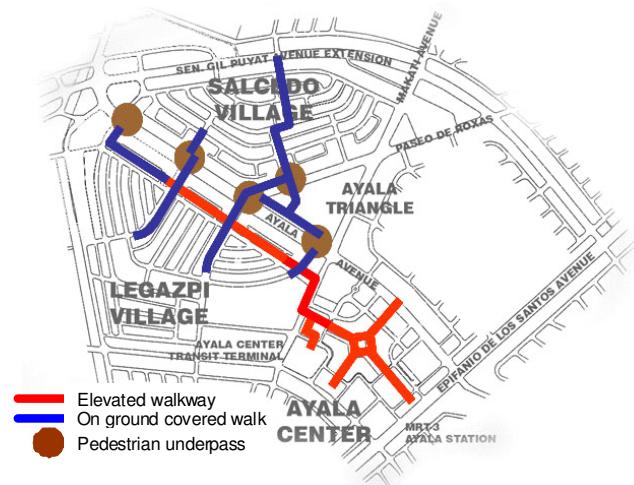 SEN. GIL PUYAT AVENUE EXTENSION
MAKATI AVENUE
SALCEDO
VILLAGE
PASEO DE ROXAS
AYALA
TRIANGLE
AYALA
AVENUE
LEGAZPI
VILLAGE
EPIFANIO DE LOS SANTOS AVENUE
AYALA CENTER
TRANSIT TERMINAL
AYALA
CENTER
MRT-3
AYALA STATION
Elevated walkway
On ground covered walk
Pedestrian underpass